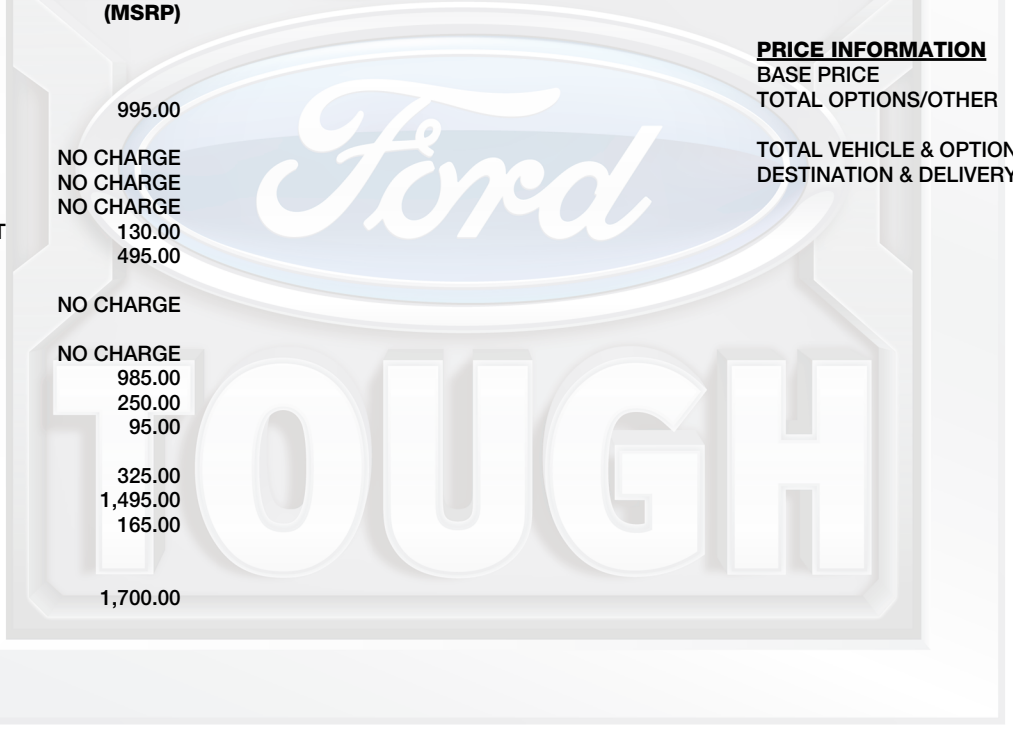 (MSRP)
995.00
NO CHARGE
NO CHARGE
NO CHARGE
T
130.00
495.00
NO CHARGE
NO CHARGE
985.00
250.00
95.00
325.00
1,495.00
165.00
1,700.00
PRICE INFORMATION
BASE PRICE
TOTAL OPTIONS/OTHER
TOTAL VEHICLE & OPTION
DESTINATION & DELIVERY
Ford
TOUGH